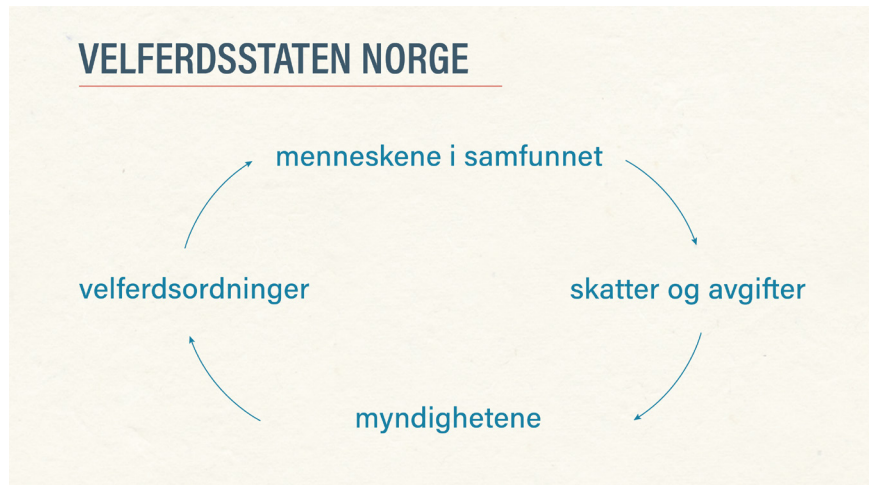 VELFERDSSTATEN NORGE
menneskene i samfunnet
velferdsordninger
skatter og avgifter
myndighetene